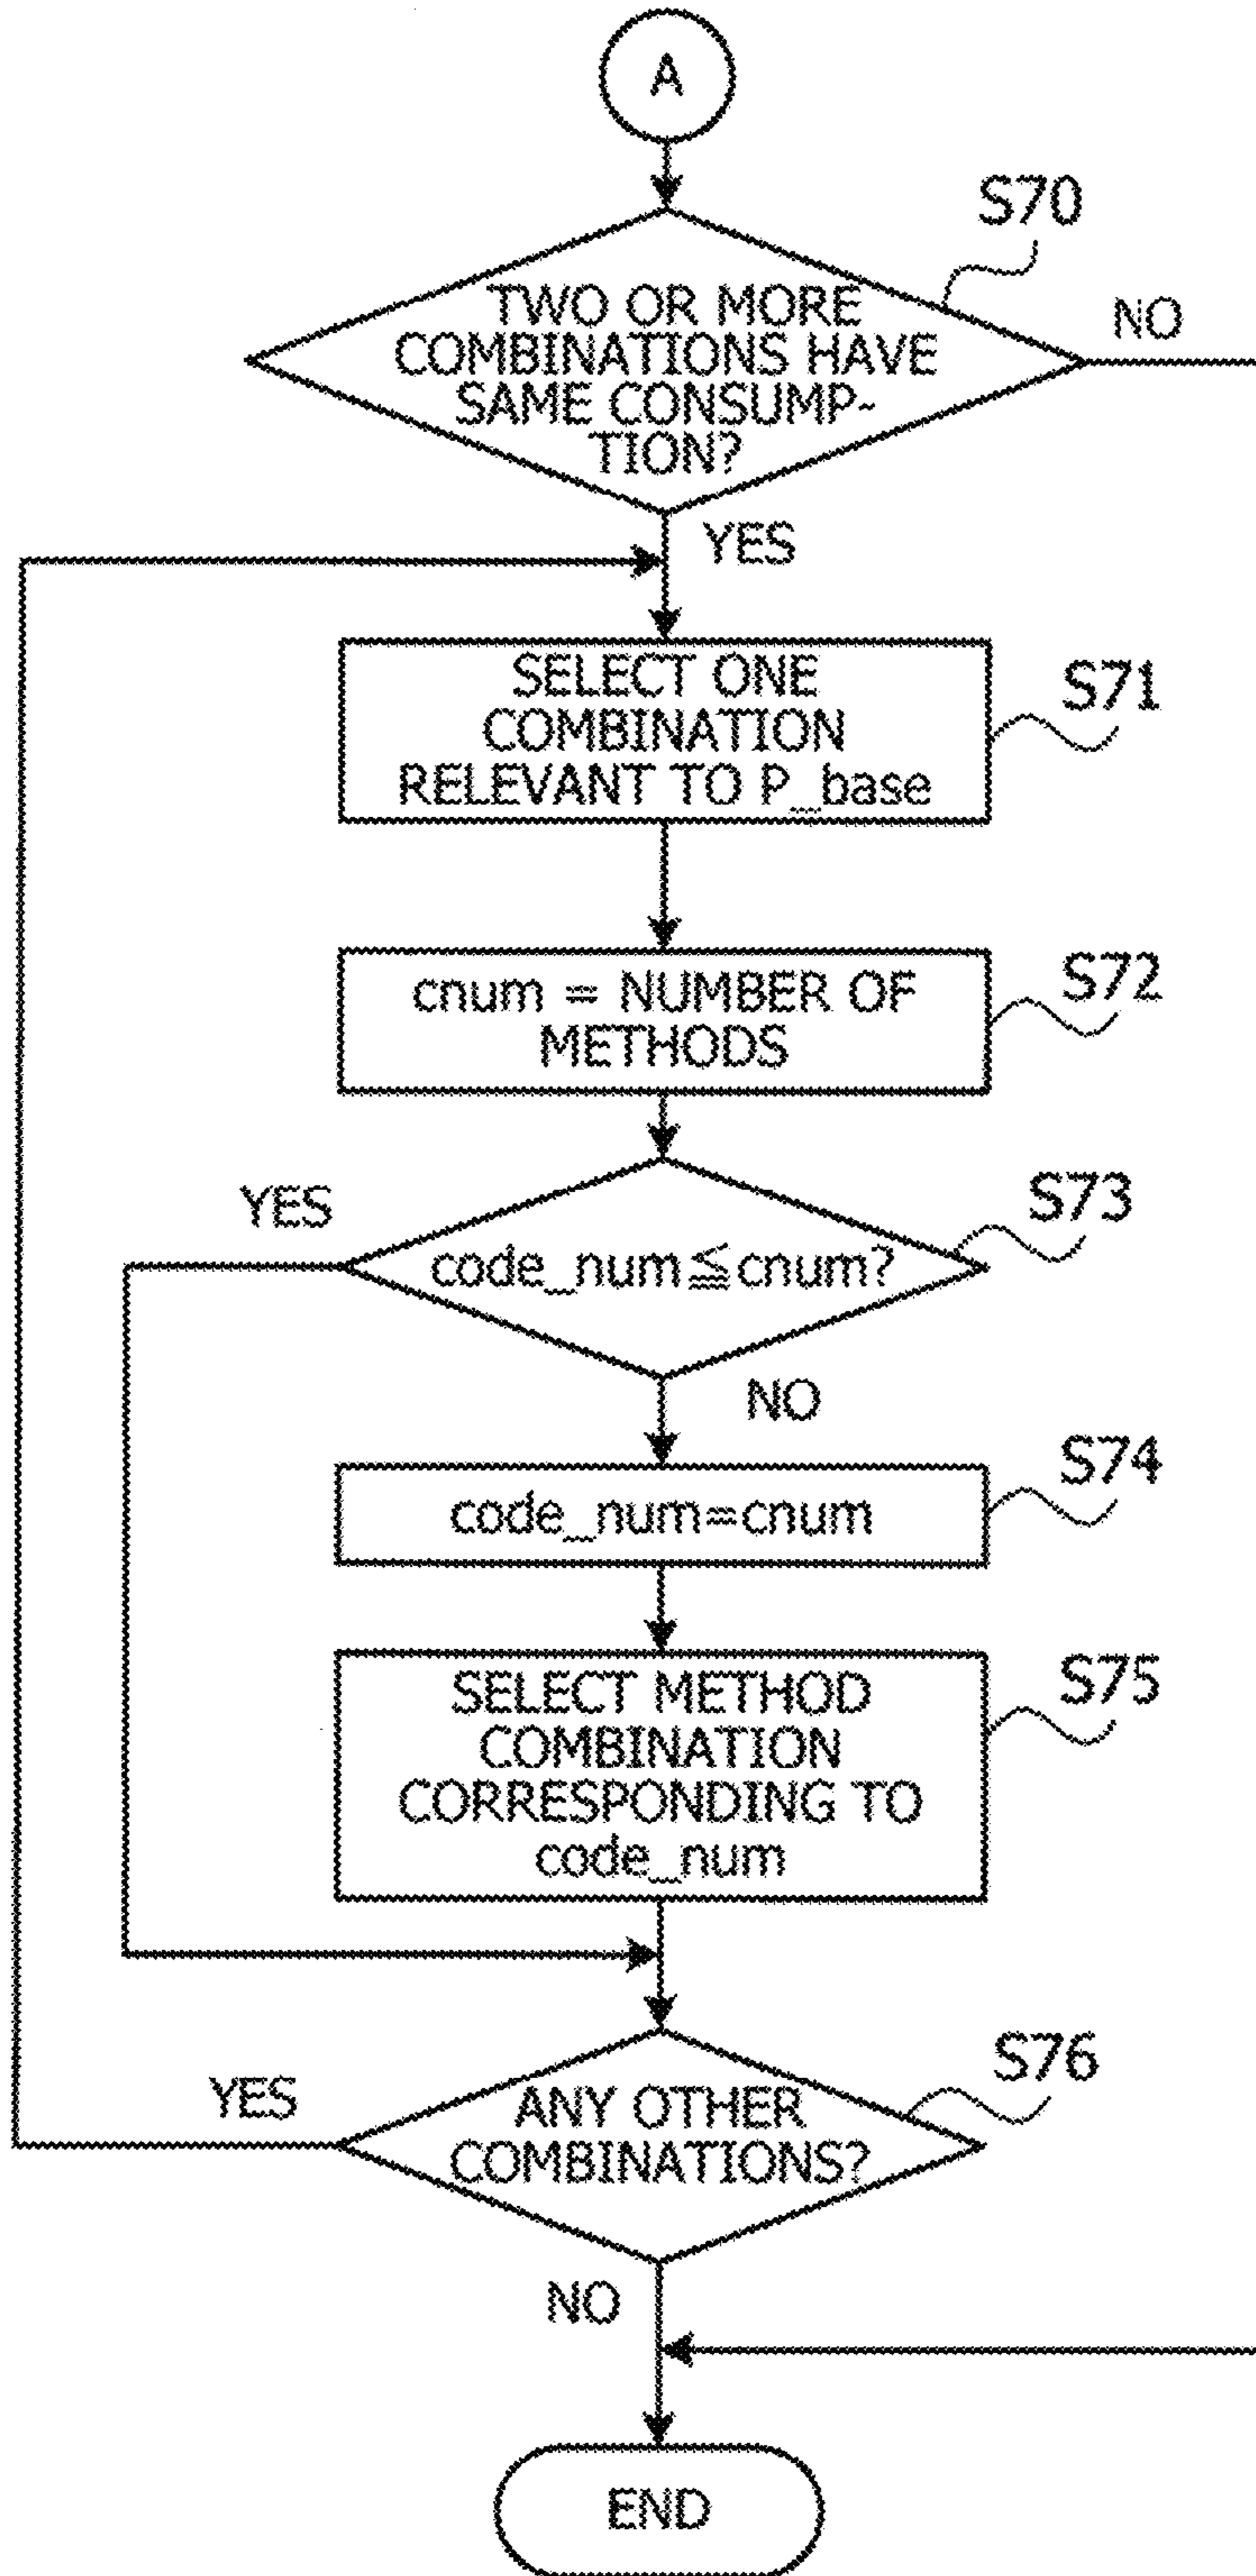 A
S70
TWO OR MORE
COMBINATIONS HAVE
SAME CONSUMP-
TION?
NO
YES
SELECT ONE
COMBINATION
RELEVANT TO P_base
S71
cnum = NUMBER OF
METHODS
S72
YES
S73
code_num≦cnum?
NO
S74
code_num=cnum
SELECT METHOD
COMBINATION
CORRESPONDING TO
code_num
S75
YES
S76
ANY OTHER
COMBINATIONS?
NO
END